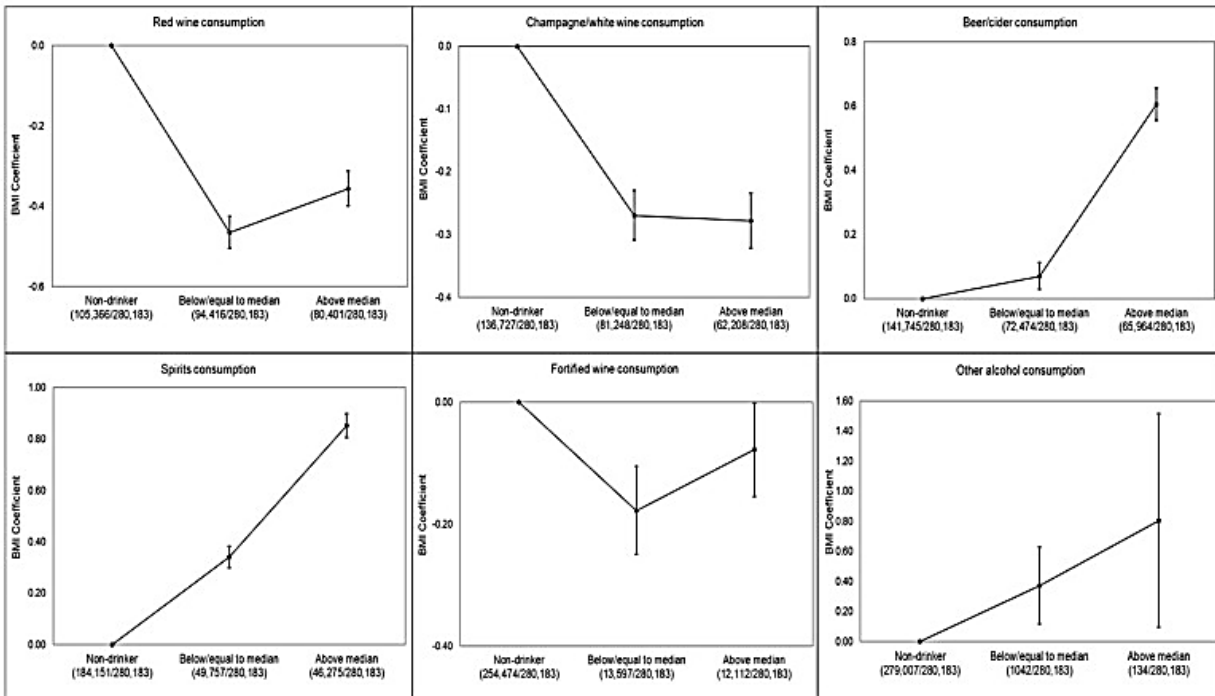 Red wine consumption
BMI Coefficient
0.0
-0.2
-0.4
-0.6
Non-drinker Below/equal to median Above median
(105,366/280,183) (94,416/280,183) (80,401/280,183)
Champagne/white wine consumption
BMI Coefficient
0.0
-0.1
-0.2
-0.3
-0.4
Non-drinker Below/equal to median Above median
(136,727/280,183) (81,248/280,183) (62,208/280,183)
Beer/cider consumption
BMI Coefficient
0.8
0.6
0.4
0.2
0.0
Non-drinker Below/equal to median Above median
(141,745/280,183) (72,474/280,183) (65,964/280,183)
Spirits consumption
BMI Coefficient
1.00
0.80
0.60
0.40
0.20
0.00
Non-drinker Below/equal to median Above median
(184,151/280,183) (49,757/280,183) (46,275/280,183)
Fortified wine consumption
BMI Coefficient
0.00
-0.20
-0.40
Non-drinker Below/equal to median Above median
(254,474/280,183) (13,597/280,183) (12,112/280,183)
Other alcohol consumption
BMI Coefficient
1.60
1.40
1.20
1.00
0.80
0.60
0.40
0.20
0.00
Non-drinker Below/equal to median Above median
(279,007/280,183) (1042/280,183) (134/280,183)